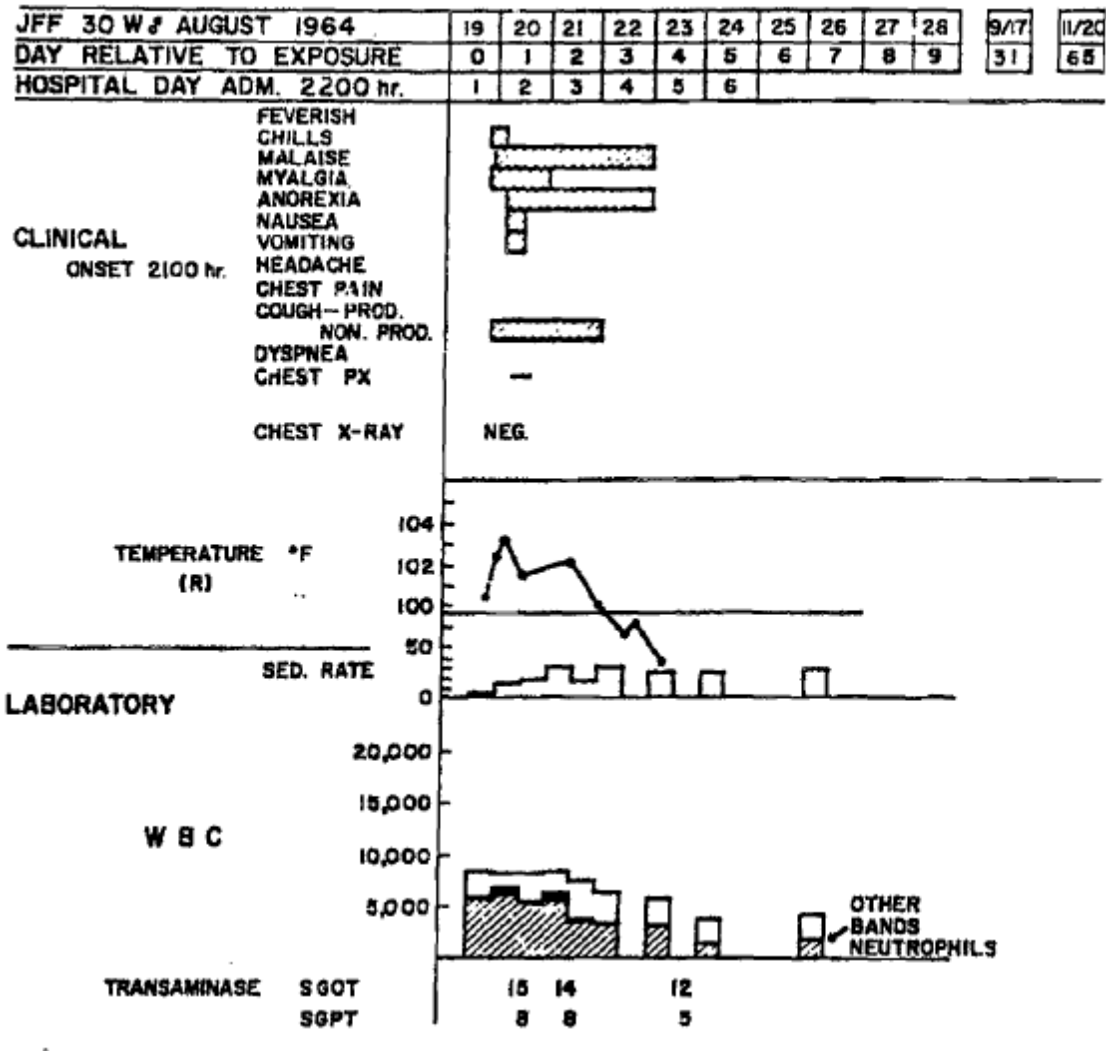 JFF 30 W♂ AUGUST 1964 19 20 21 22 23 24 25 26 27 28 9/17 11/20
DAY RELATIVE TO EXPOSURE 0 1 2 3 4 5 6 7 8 9 31 65
HOSPITAL DAY ADM. 2200 hr. 1 2 3 4 5 6
FEVERISH
CHILLS
MALAISE
MYALGIA
ANOREXIA
NAUSEA
CLINICAL
VOMITING
ONSET 2100 hr.
HEADACHE
CHEST PAIN
COUGH-PROD.
NON. PROD.
DYSPNEA
CHEST PX
CHEST X-RAY NEG.
104
TEMPERATURE °F
102
(R)
100
50
SED. RATE
0
LABORATORY
20,000
15,000
WBC
10,000
5,000
OTHER
BANDS
NEUTROPHILS
TRANSAMINASE SGOT 15 14 12
SGPT 8 8 5